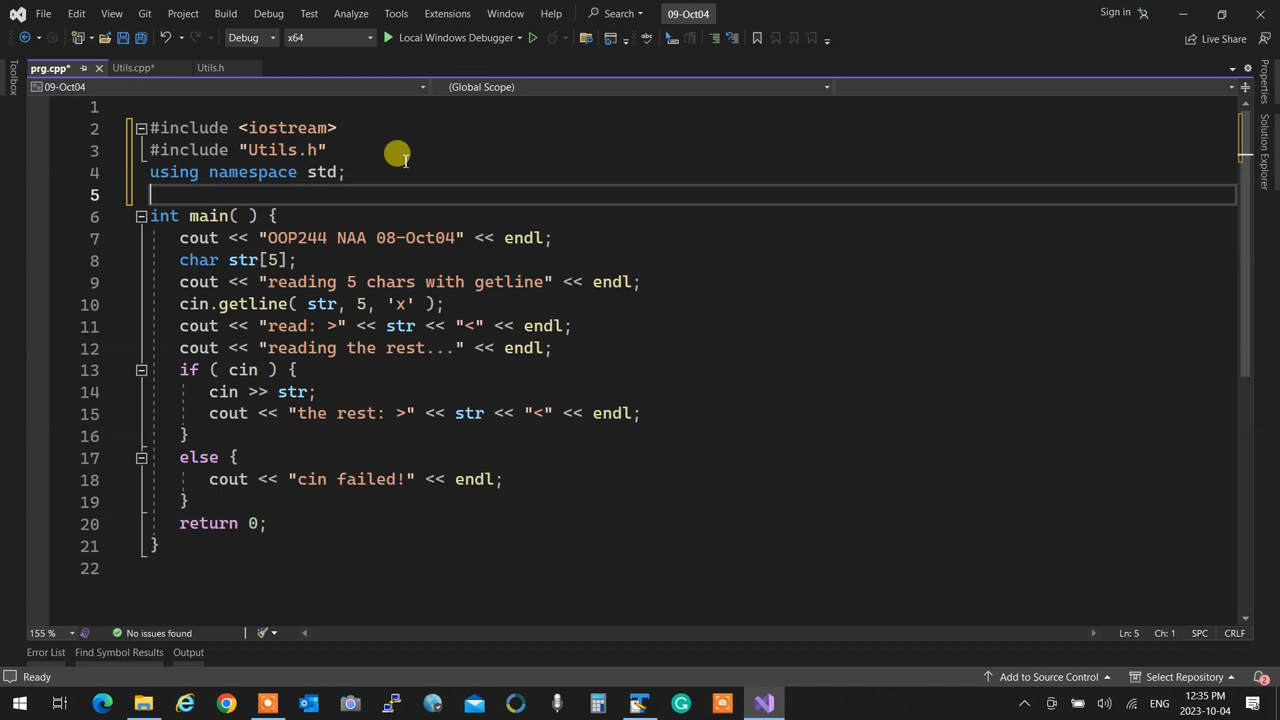 File Edit View Git Project Build Debug Test Analyze Tools Extensions Window Help Search 09-Oct04 Sign in
Debug x64 Local Windows Debugger Live Share
prg.cpp* Utils.cpp* Utils.h
09-Oct04 (Global Scope)
Toolbox
Properties
Solution Explorer
1
2 #include <iostream>
3 #include "Utils.h"
4 using namespace std;
5
6 int main( ) {
7 cout << "OOP244 NAA 08-Oct04" << endl;
8 char str[5];
9 cout << "reading 5 chars with getline" << endl;
10 cin.getline( str, 5, 'x' );
11 cout << "read: >" << str << "<" << endl;
12 cout << "reading the rest..." << endl;
13 if ( cin ) {
14 cin >> str;
15 cout << "the rest: >" << str << "<" << endl;
16 }
17 else {
18 cout << "cin failed!" << endl;
19 }
20 return 0;
21 }
22
155 % No issues found Ln: 5 Ch: 1 SPC CRLF
Error List Find Symbol Results Output
Ready Add to Source Control Select Repository 2
12:35 PM
ENG
2023-10-04